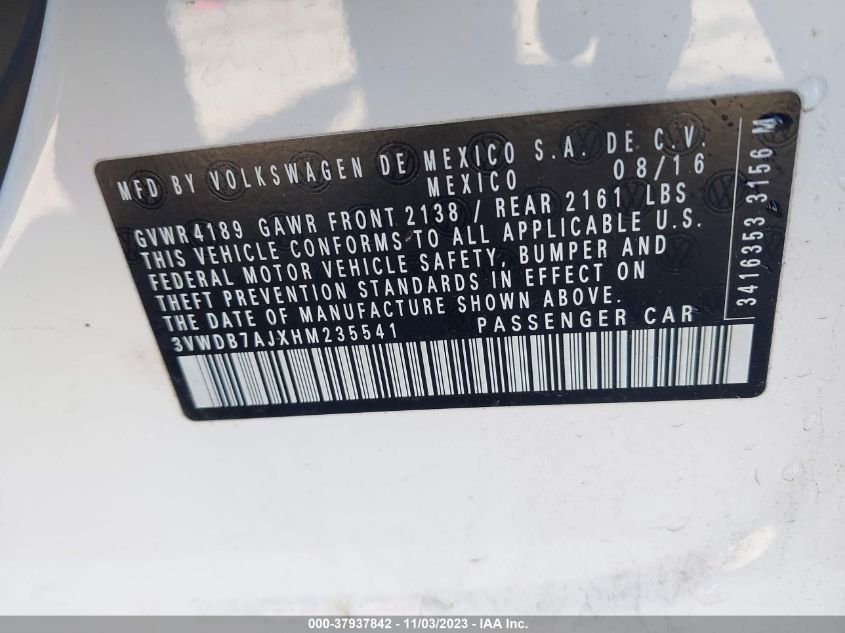 MFD BY VOLKSWAGEN DE MEXICO S.A. DE C.V.
MEXICO 08/16
GVWR 4189 GAWR FRONT 2138 / REAR 2161 LBS
THIS VEHICLE CONFORMS TO ALL APPLICABLE U.S.
FEDERAL MOTOR VEHICLE SAFETY, BUMPER AND
THEFT PREVENTION STANDARDS IN EFFECT ON
THE DATE OF MANUFACTURE SHOWN ABOVE.
3VWDB7AJXHM235541 PASSENGER CAR
3416353 3156 M
000-37937842 - 11/03/2023 - IAA Inc.